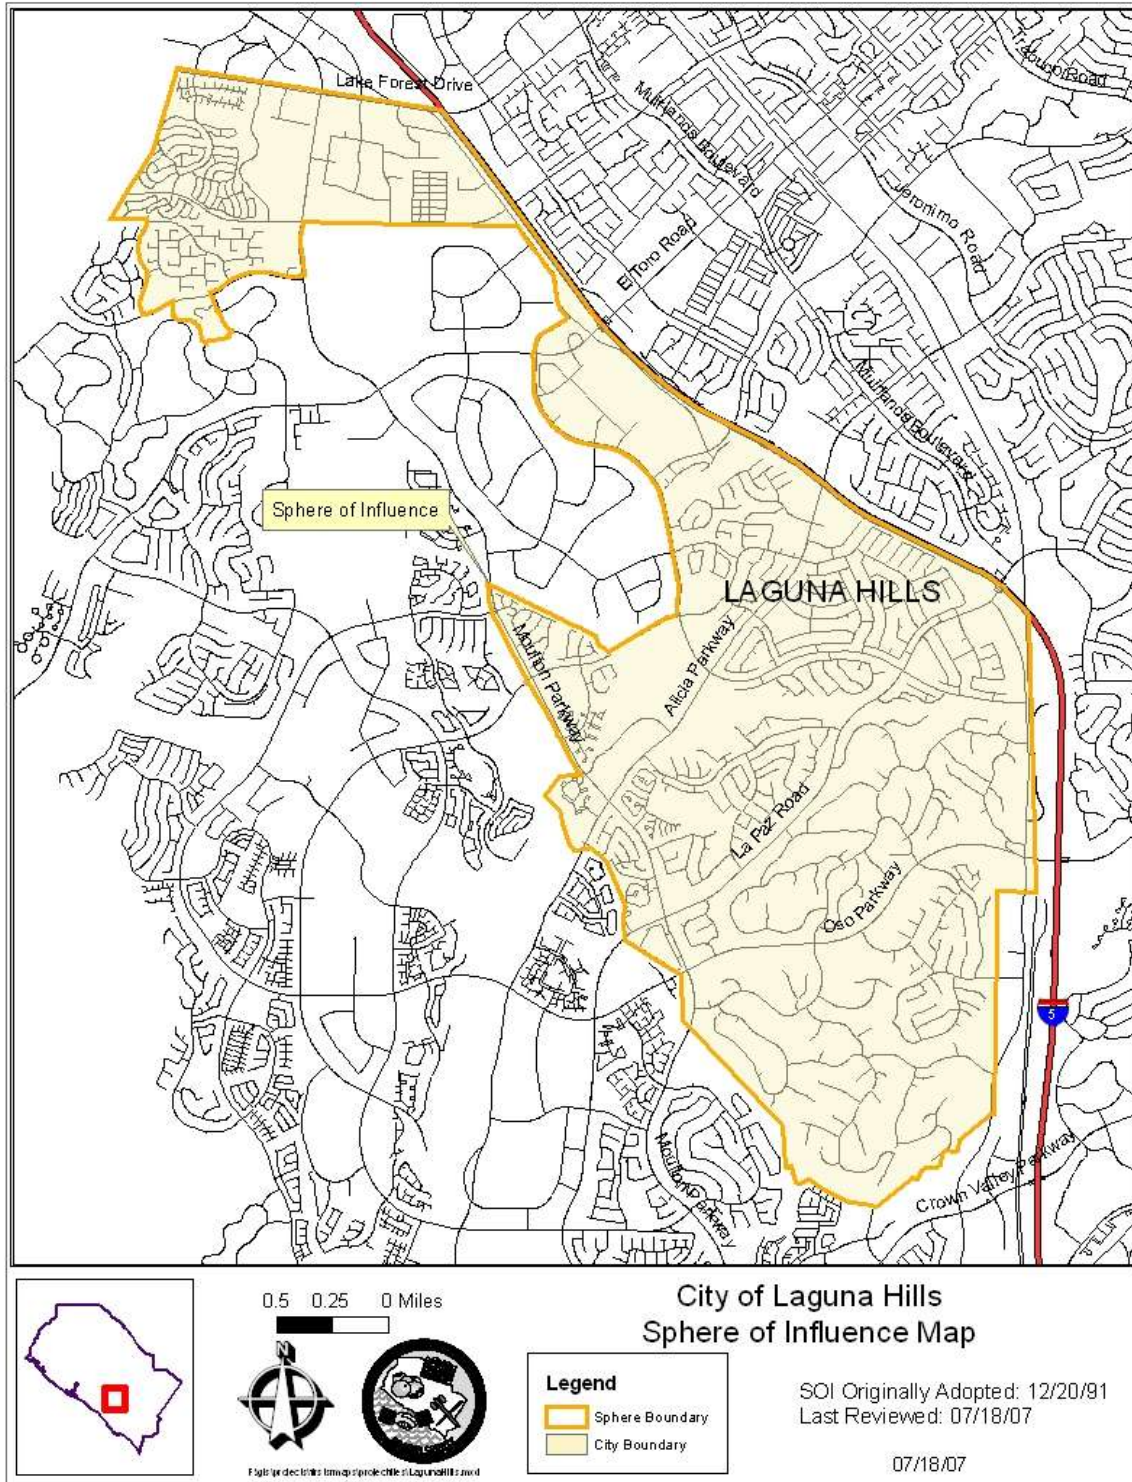 Lake Forest Drive
Trabuco Road
Muirlands Boulevard
Jeronimo Road
El Toro Road
Muirlands Boulevard
Sphere of Influence
LAGUNA HILLS
Moulton Parkway
Alicia Parkway
La Paz Road
Oso Parkway
5
Moulton Parkway
Crown Valley Parkway
0.5 0.25 0 Miles
N
City of Laguna Hills
Sphere of Influence Map
Legend
Sphere Boundary
City Boundary
SOI Originally Adopted: 12/20/91
Last Reviewed: 07/18/07
07/18/07